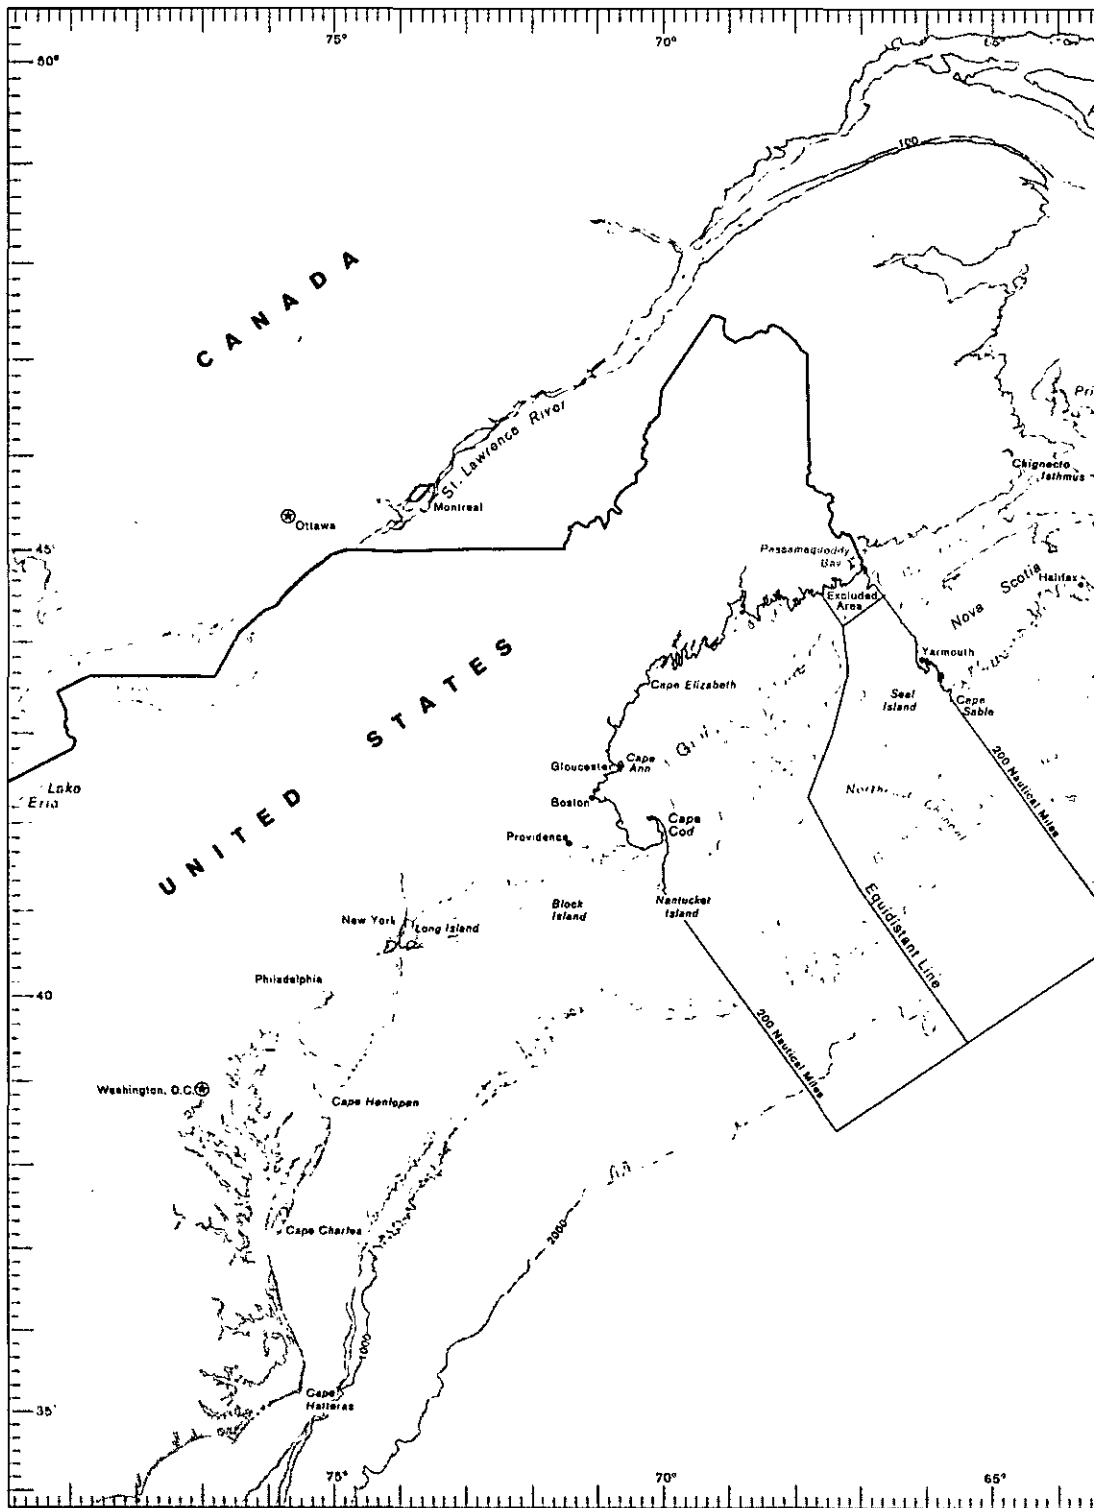 75°
70°
50°
100
CANADA
St. Lawrence River
Montreal
Ottawa
Chignecto
Isthmus
45°
Passamaquoddy
Bay
Excluded
Area
Nova Scotia
Halifax
Yarmouth
UNITED STATES
Cape Elizabeth
Seal
Island
Cape
Sable
200 Nautical Miles
Gloucester
Cape
Ann
Boston
Lake
Erie
Northeast Channel
Cape
Cod
Providence
Nantucket
Island
Block
Island
New York
Long Island
Equidistant Line
Philadelphia
40
200 Nautical Miles
Washington, D.C.
Cape Henlopen
Cape Charles
2000
1000
Cape
Hatteras
35°
75°
70°
65°